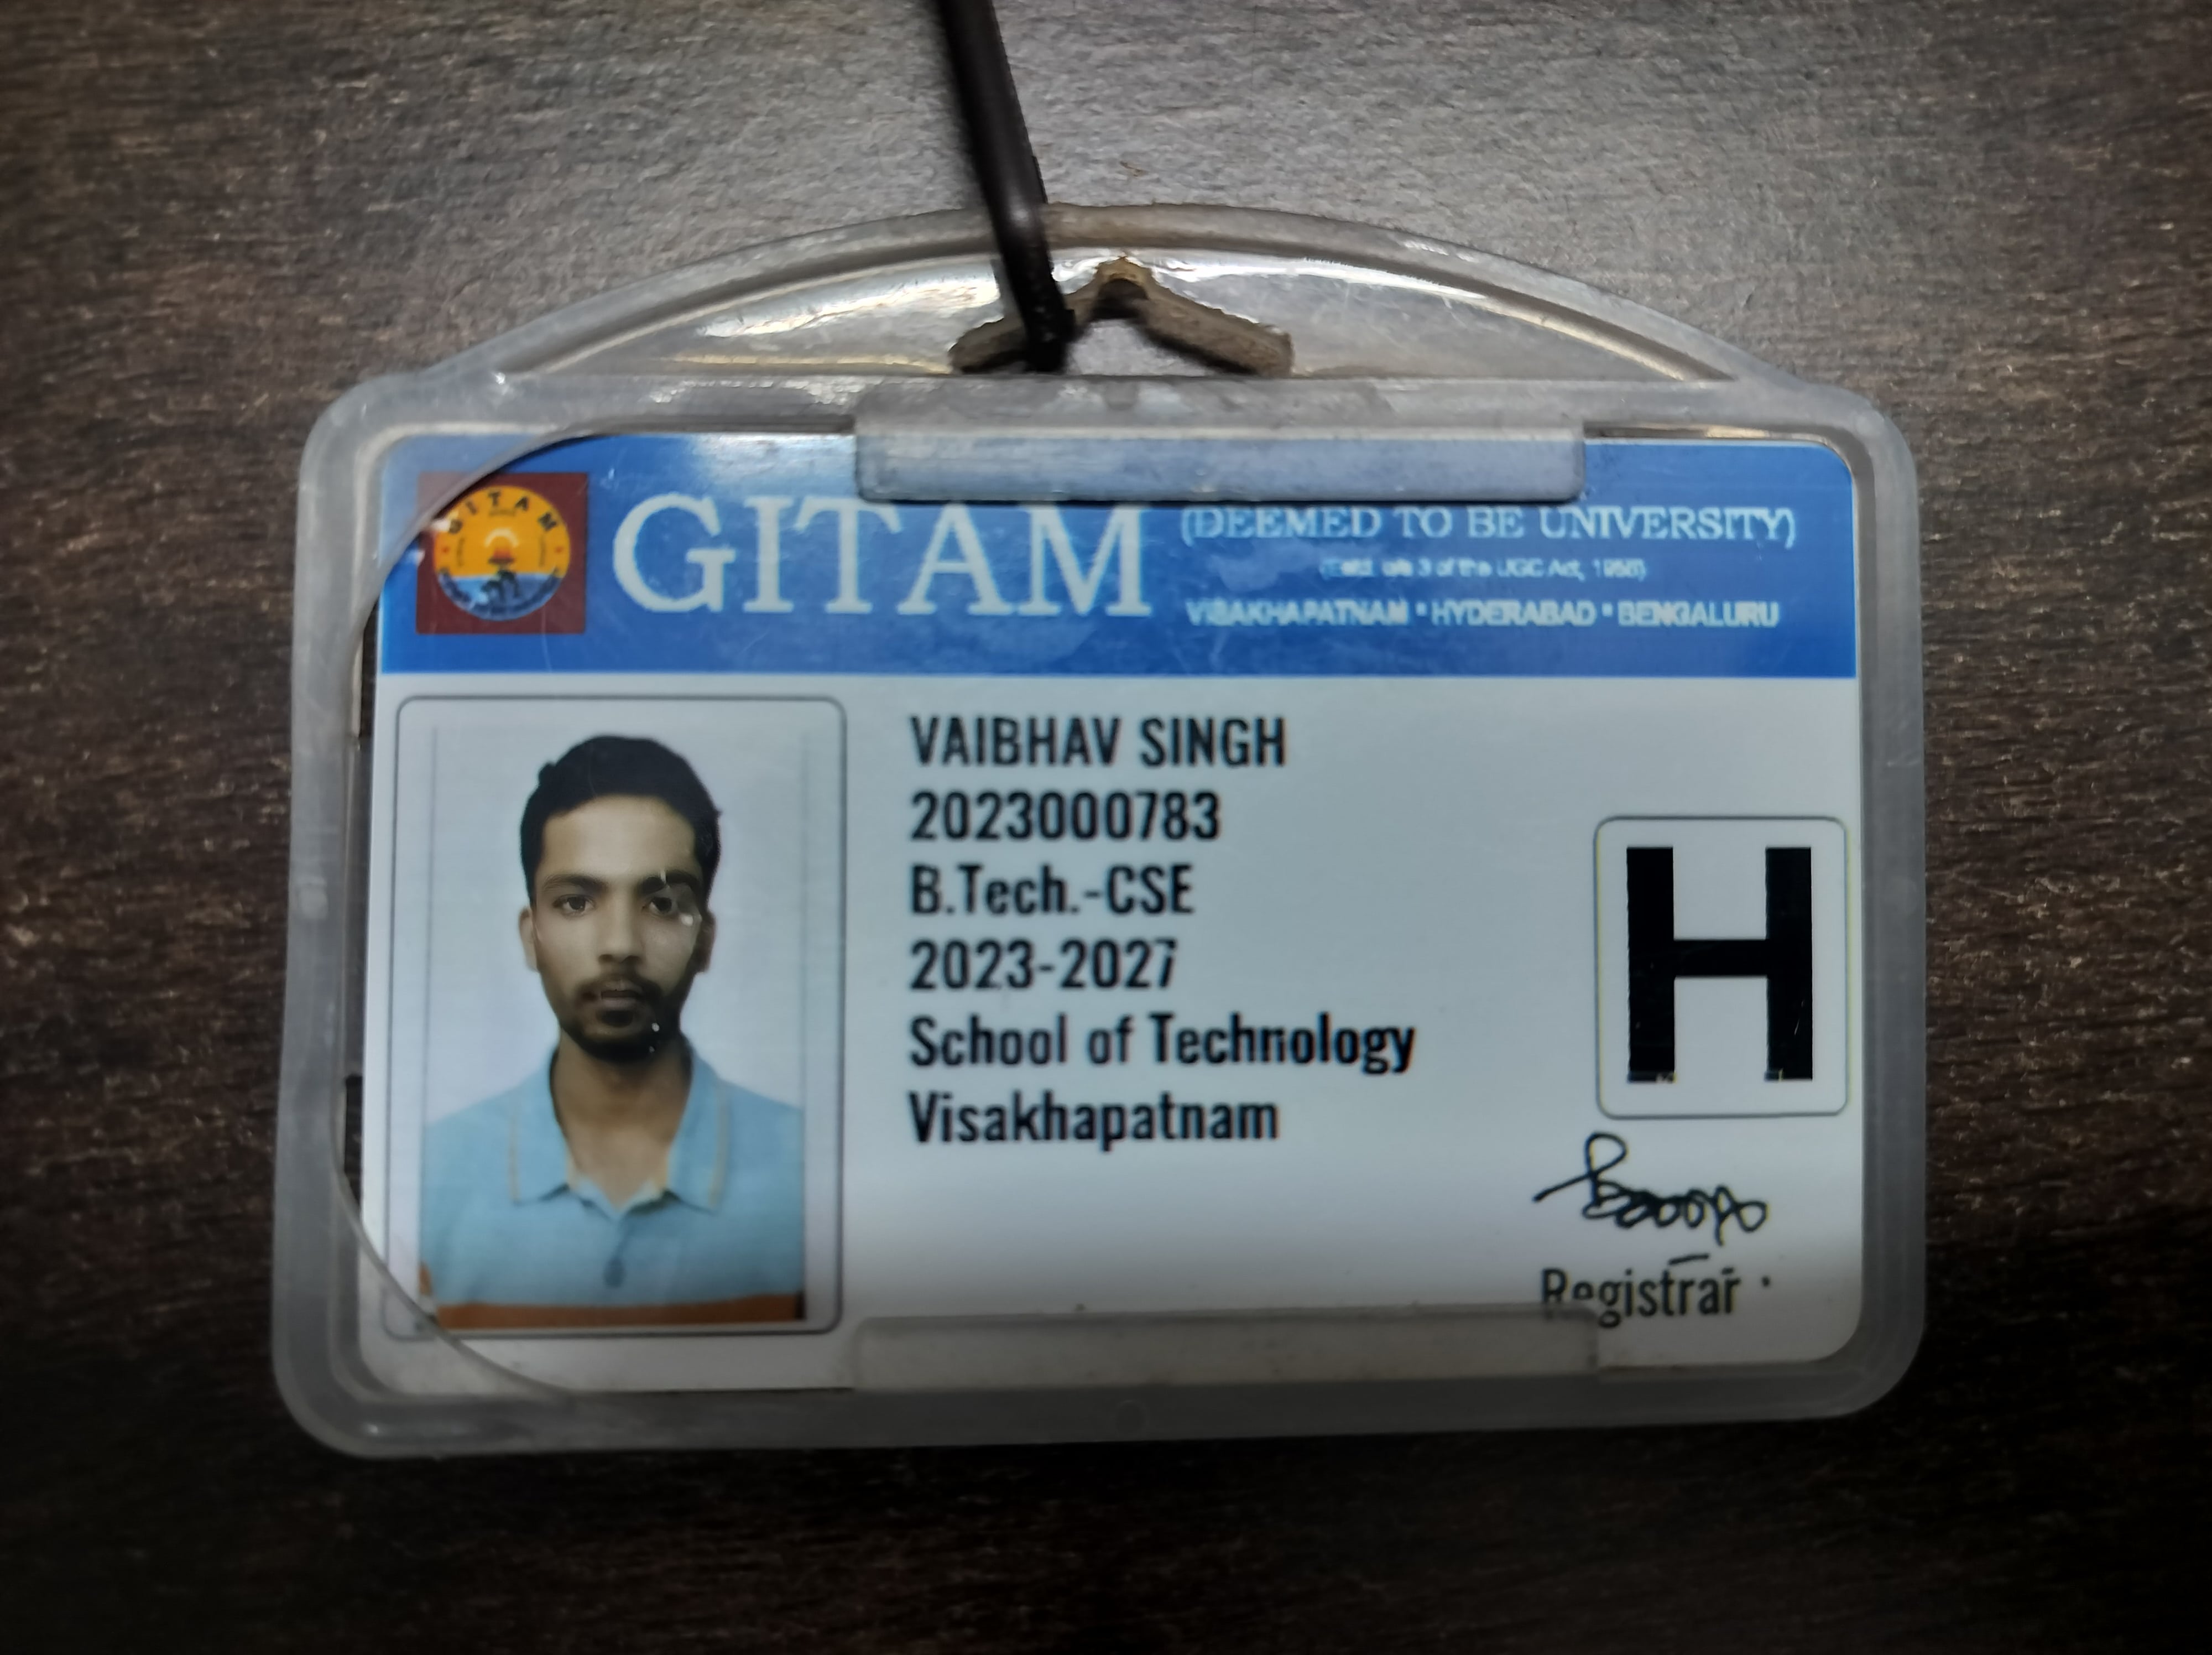 GITAM
GITAM
(DEEMED TO BE UNIVERSITY)
(Estd. u/s 3 of the UGC Act, 1956)
VISAKHAPATNAM * HYDERABAD * BENGALURU
VAIBHAV SINGH
2023000783
B.Tech.-CSE
2023-2027
School of Technology
Visakhapatnam
H
Registrar